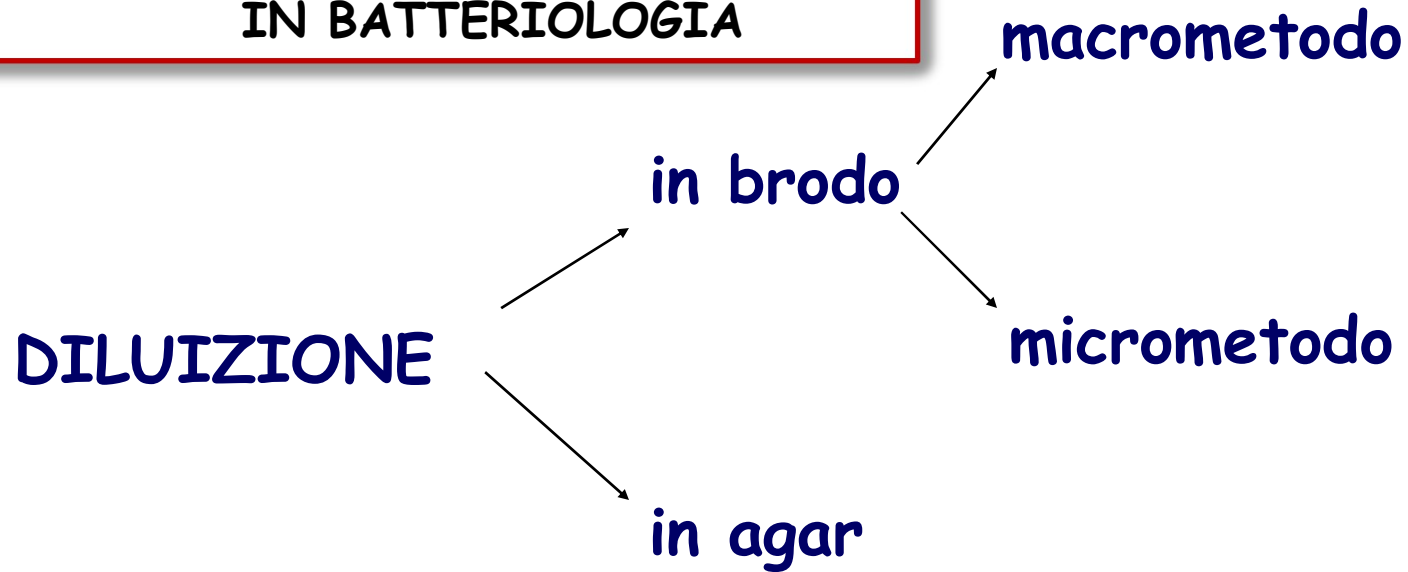 IN BATTERIOLOGIA
macrometodo
in brodo
DILUIZIONE
micrometodo
in agar